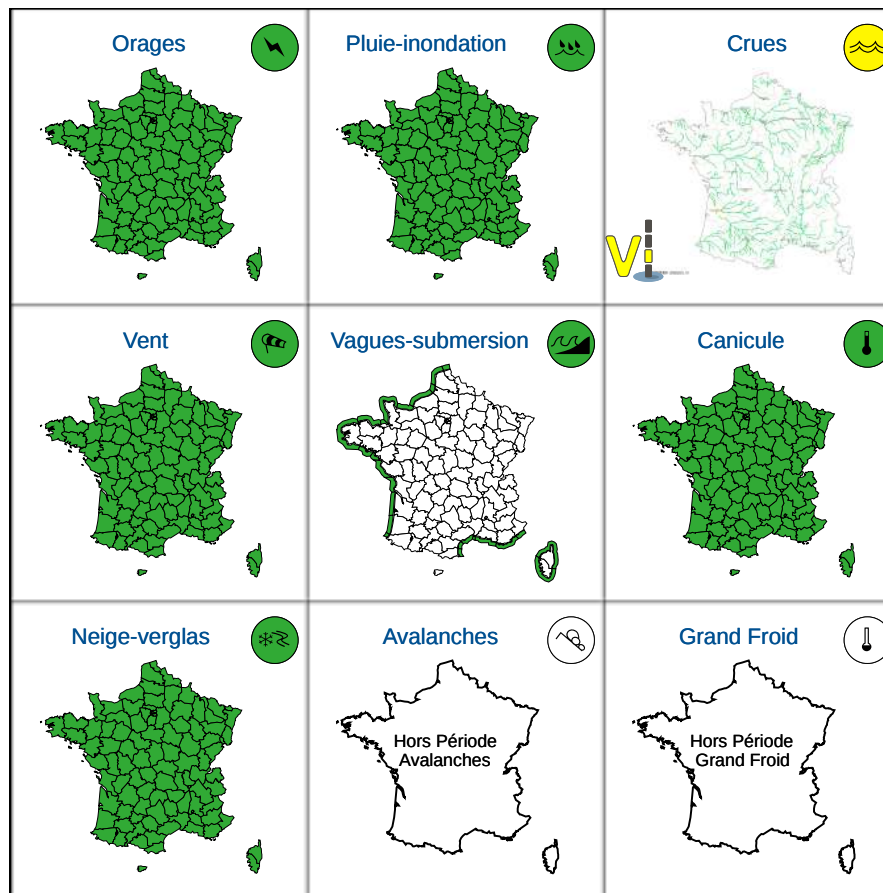 Orages
Pluie-inondation
Crues
Vent
Vagues-submersion
Canicule
Neige-verglas
Avalanches
Grand Froid
Hors Période
Avalanches
Hors Période
Grand Froid